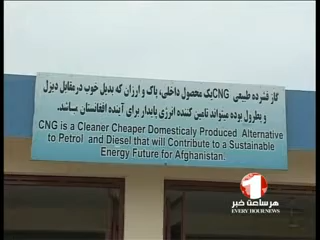 گاز فشرده طبیعی CNG یک محصول داخلی، پاک و ارزان که بدیل خوب در مقابل دیزل
و پطرول بوده میتواند تامین کننده انرژی پایدار برای آینده افغانستان میباشد.
CNG is a Cleaner Cheaper Domesticaly Produced Alternative
to Petrol and Diesel that will Contribute to a Sustainable
Energy Future for Afghanistan.
1
هر ساعت خبر
EVERY HOUR NEWS